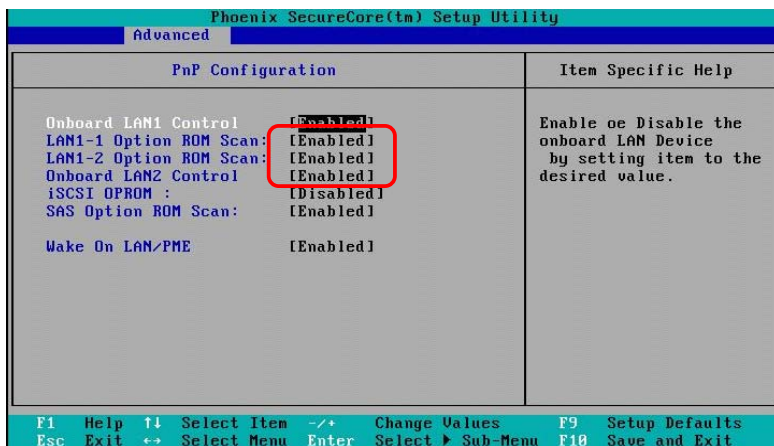 Phoenix SecureCore(tm) Setup Utility
Advanced
PnP Configuration
Item Specific Help
Onboard LAN1 Control [Enabled]
LAN1-1 Option ROM Scan: [Enabled]
LAN1-2 Option ROM Scan: [Enabled]
Onboard LAN2 Control [Enabled]
iSCSI OPROM : [Disabled]
SAS Option ROM Scan: [Enabled]
Wake On LAN/PME [Enabled]
Enable oe Disable the
onboard LAN Device
by setting item to the
desired value.
F1 Help ↑↓ Select Item -/+ Change Values F9 Setup Defaults
Esc Exit ↔ Select Menu Enter Select ▶ Sub-Menu F10 Save and Exit